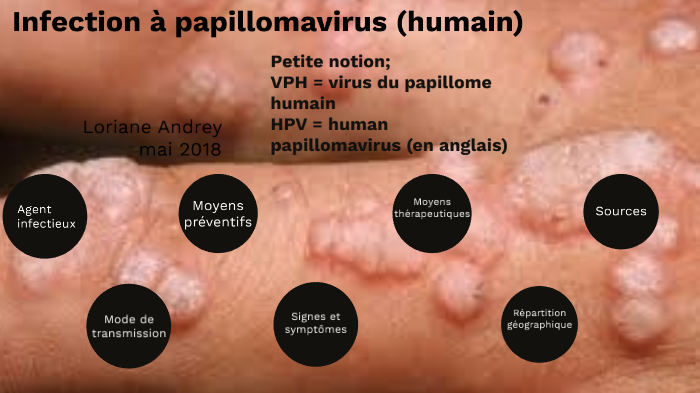 Infection à papillomavirus (humain)
Petite notion;
VPH = virus du papillome
humain
HPV = human
papillomavirus (en anglais)
Loriane Andrey
mai 2018
Agent
infectieux
Moyens
préventifs
Moyens
thérapeutiques
Sources
Mode de
transmission
Signes et
symptômes
Répartition
géographique